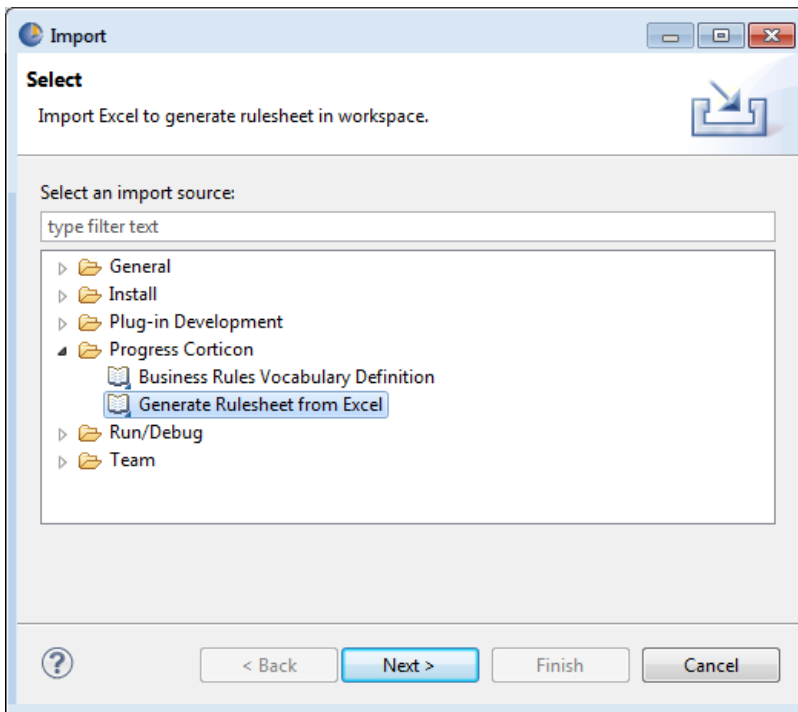 Import
Select
Import Excel to generate rulesheet in workspace.
Select an import source:
type filter text
General
Install
Plug-in Development
Progress Corticon
Business Rules Vocabulary Definition
Generate Rulesheet from Excel
Run/Debug
Team
? < Back Next > Finish Cancel